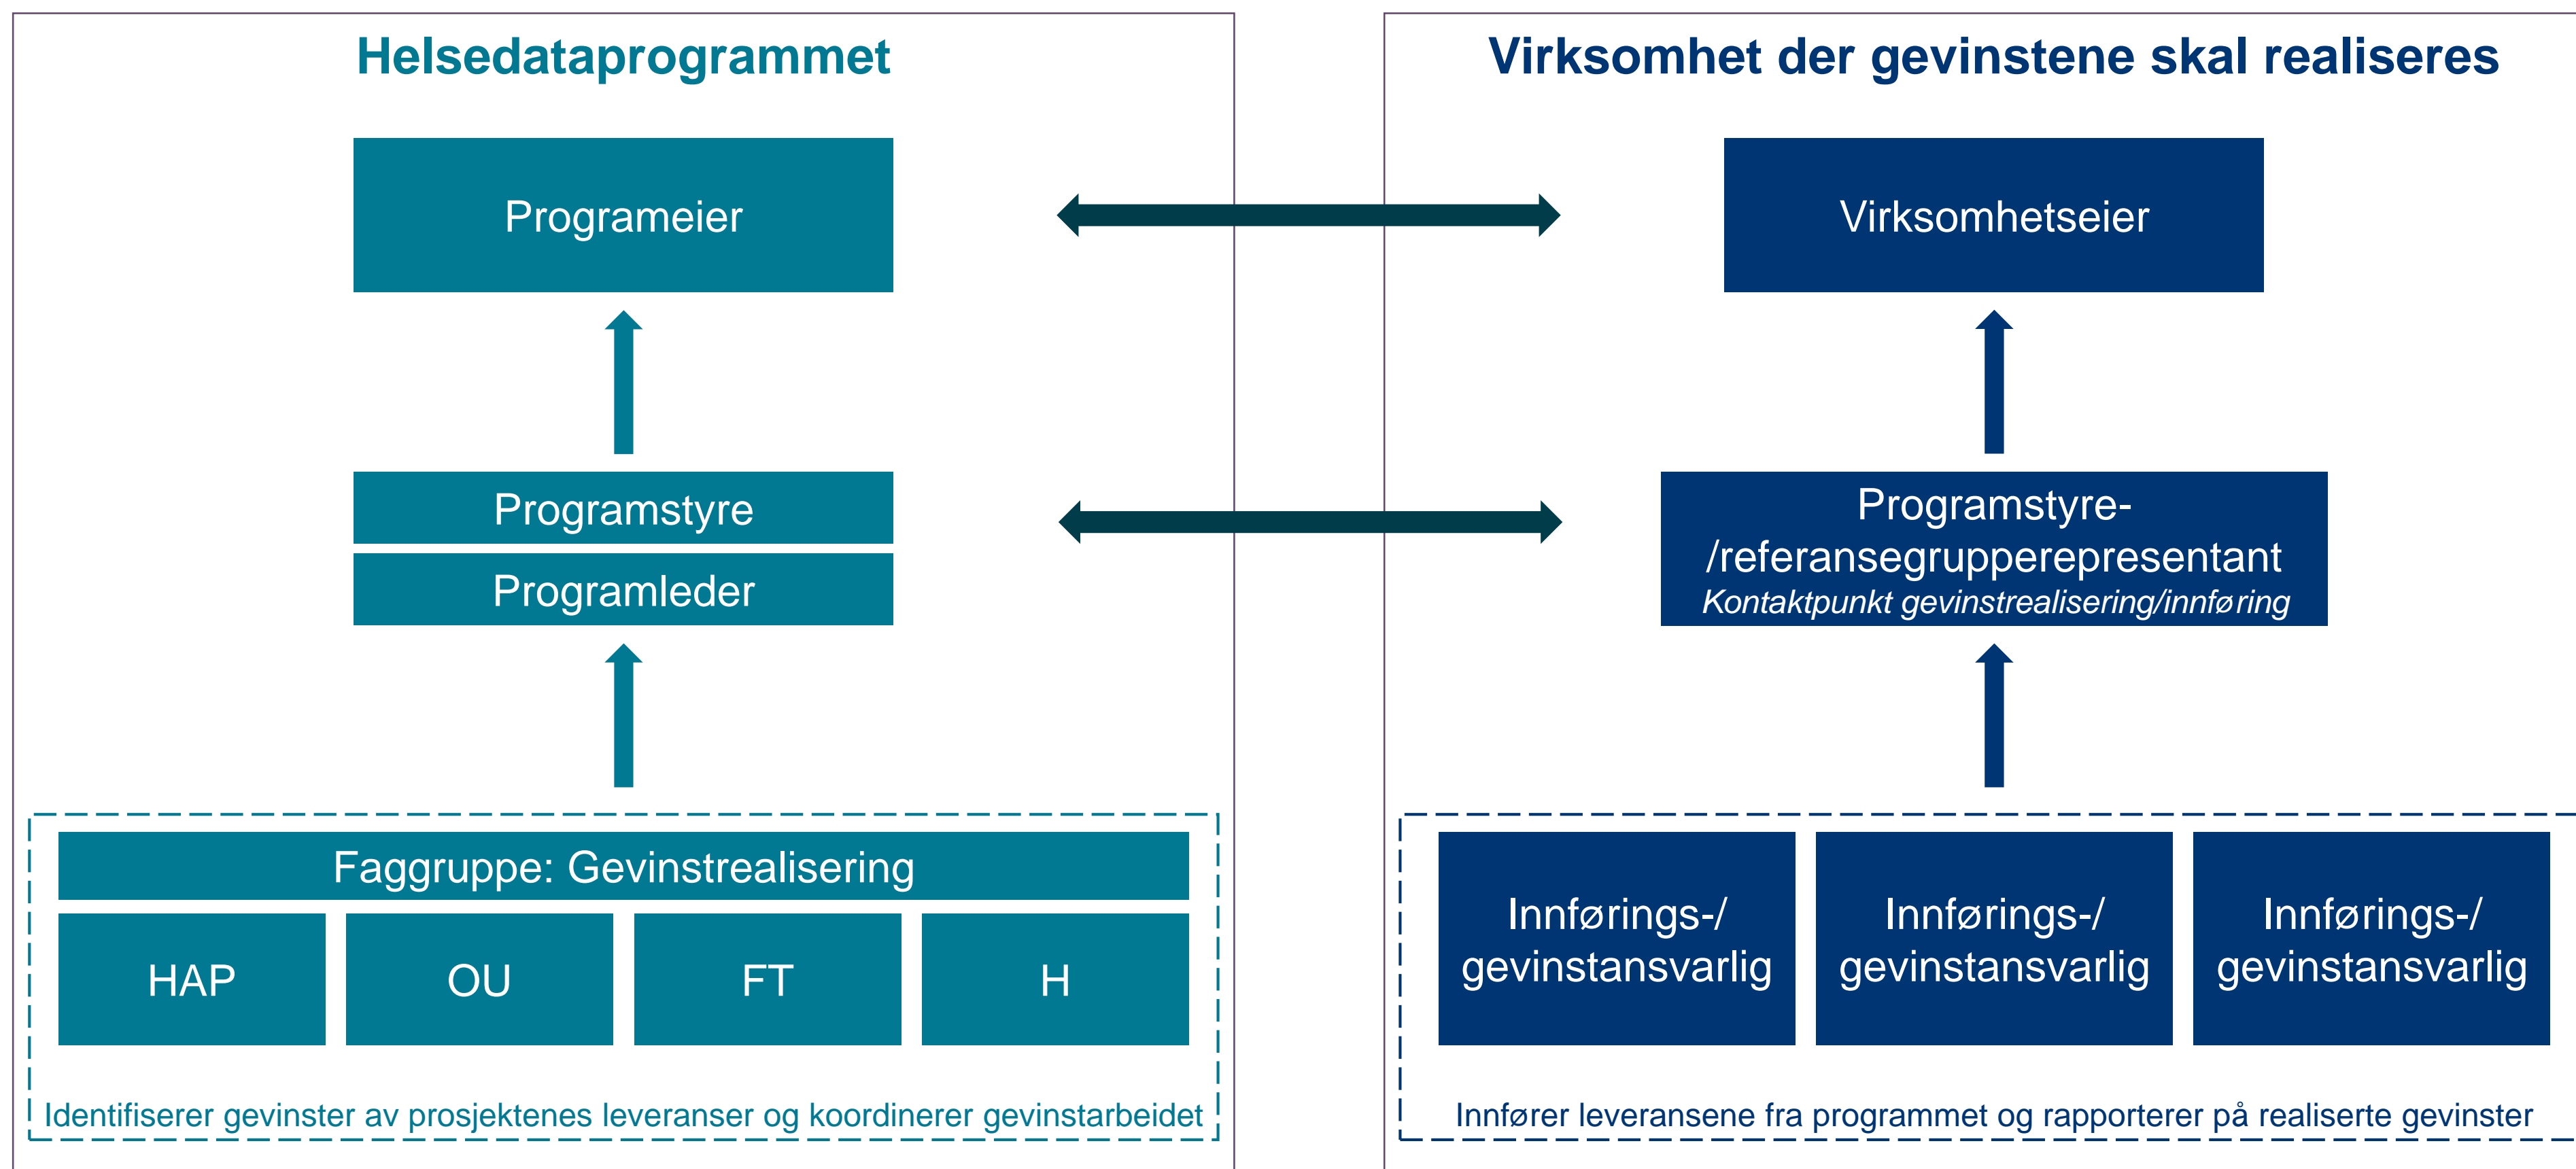 Helsedataprogrammet
Programeier
Programstyre
Programleder
Faggruppe: Gevinstrealisering
HAP
OU
FT
H
Identifiserer gevinster av prosjektenes leveranser og koordinerer gevinstarbeidet
Virksomhet der gevinstene skal realiseres
Virksomhetseier
Programstyre-
/referansegrupperepresentant
Kontaktpunkt gevinstrealisering/innføring
Innførings-/
gevinstansvarlig
Innførings-/
gevinstansvarlig
Innførings-/
gevinstansvarlig
Innfører leveransene fra programmet og rapporterer på realiserte gevinster